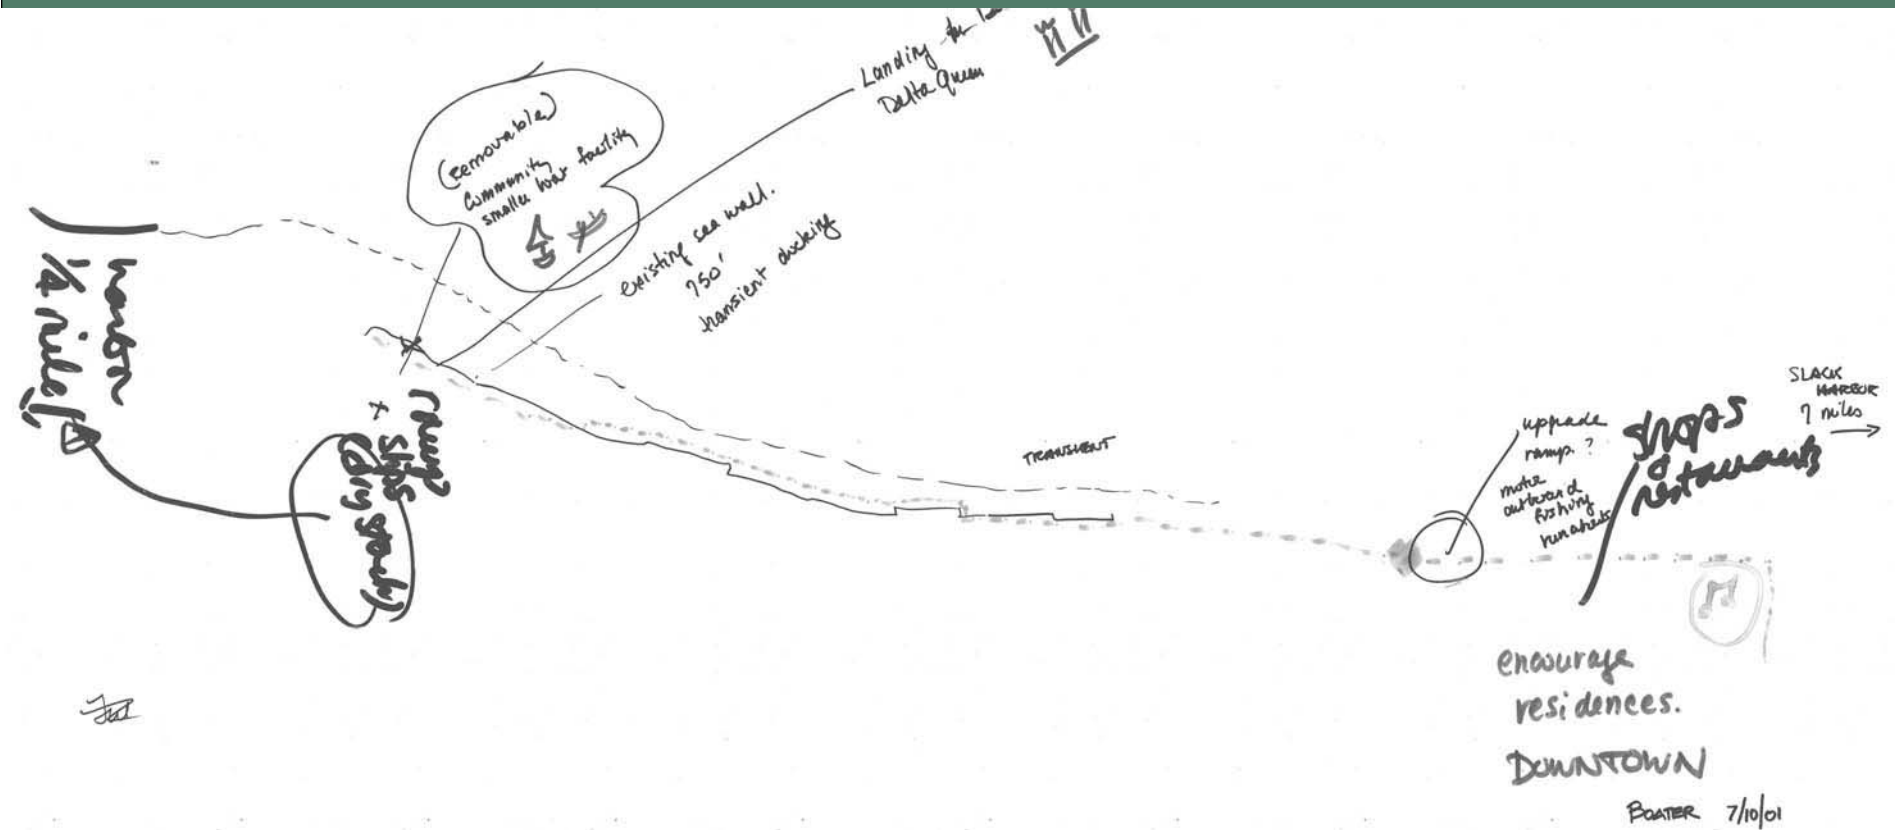 Landing for
Delta Queen
(removable)
Community
smaller boat facility
existing sea wall.
750'
transient docking
harbor
1/4 mile
ramp?
+ slips
(dry stack)
TRANSIENT
upgrade
ramp?
motor
outboard
fishing
runabouts
shops
restaurants
SLACK
HARBOR
7 miles
encourage
residences.
DOWNTOWN
BOATER 7/10/01